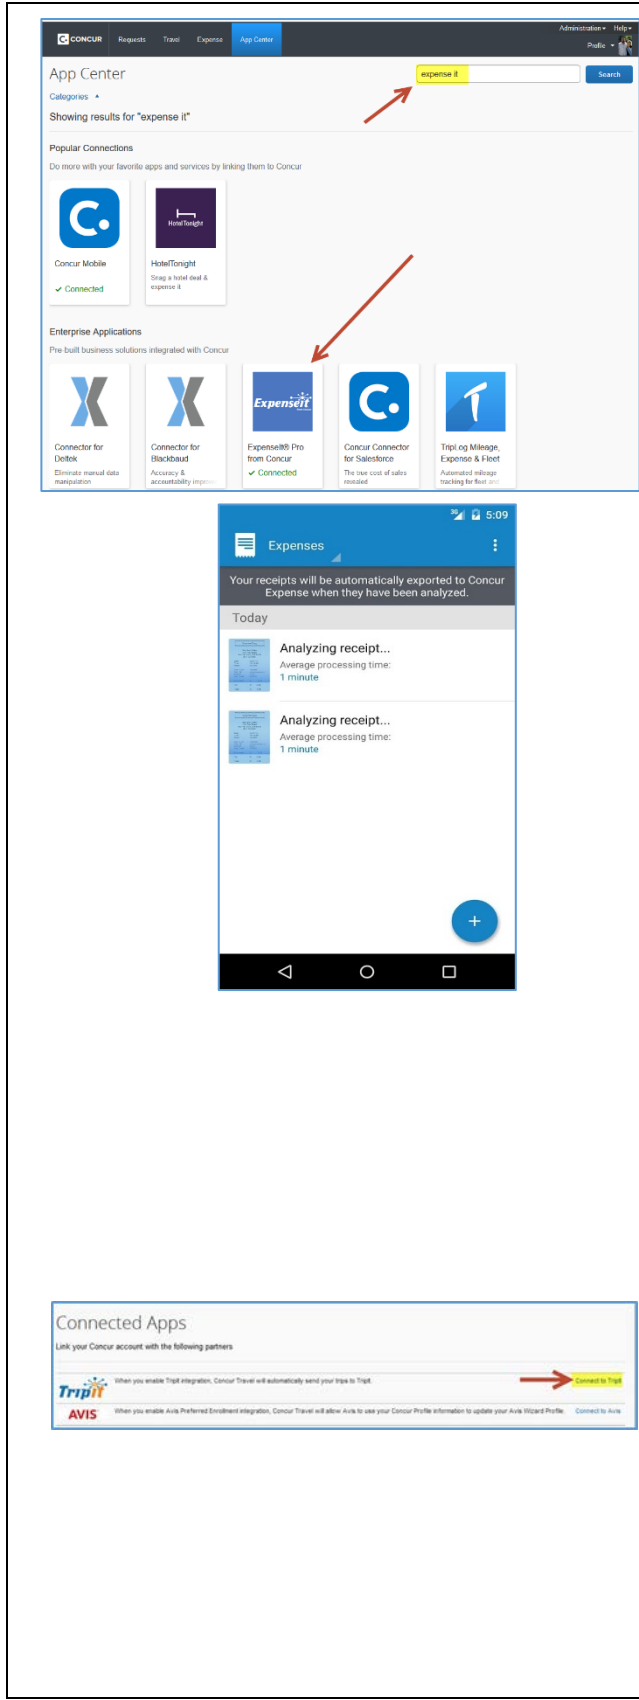 Administration Help
CONCUR Requests Travel Expense App Center
Profile
App Center
expense it
Search
Categories
Showing results for "expense it"
Popular Connections
Do more with your favorite apps and services by linking them to Concur
C.
HotelTonight
Concur Mobile
HotelTonight
Snag a hotel deal &
expense it
Connected
Enterprise Applications
Pre-built business solutions integrated with Concur
ExpenseIt
C.
Connector for
Deltek
Eliminate manual data
manipulation
Connector for
Blackbaud
Accuracy &
accountability
ExpenseIt® Pro
from Concur
Connected
Concur Connector
for Salesforce
The true cost of sales
revealed
TripLog Mileage,
Expense & Fleet
Automated mileage
tracking for fleet and
3G 5:09
Expenses
Your receipts will be automatically exported to Concur
Expense when they have been analyzed.
Today
Analyzing receipt...
Average processing time:
1 minute
Analyzing receipt...
Average processing time:
1 minute
+
Connected Apps
Link your Concur account with the following partners
TripIt
When you enable TripIt integration, Concur Travel will automatically send your trips to TripIt.
Connect to TripIt
AVIS
When you enable Avis Preferred Enrollment integration, Concur Travel will allow Avis to use your Concur Profile information to update your Avis Wizard Profile.
Connect to Avis